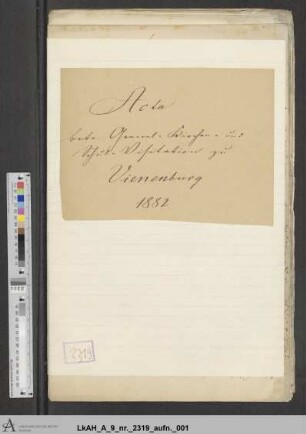 Acta
betr. General-Kirchen- und
Schul-Visitation zu
Vienenburg
1882
2319
LkAH_A_9_nr._2319_aufn._001